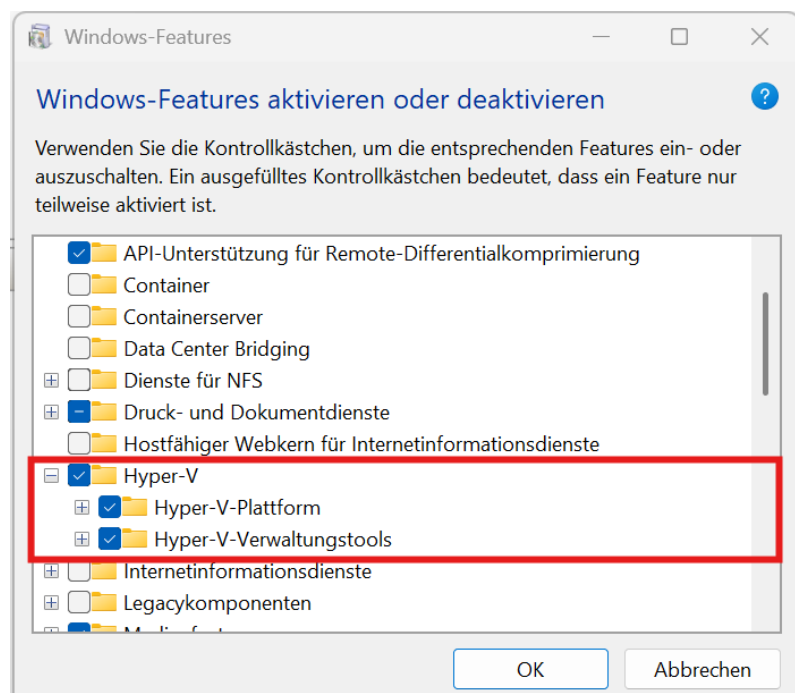 Windows-Features
Windows-Features aktivieren oder deaktivieren
?
Verwenden Sie die Kontrollkästchen, um die entsprechenden Features ein- oder
auszuschalten. Ein ausgefülltes Kontrollkästchen bedeutet, dass ein Feature nur
teilweise aktiviert ist.
API-Unterstützung für Remote-Differentialkomprimierung
Container
Containerserver
Data Center Bridging
Dienste für NFS
Druck- und Dokumentdienste
Hostfähiger Webkern für Internetinformationsdienste
Hyper-V
Hyper-V-Plattform
Hyper-V-Verwaltungstools
Internetinformationsdienste
Legacykomponenten
OK
Abbrechen